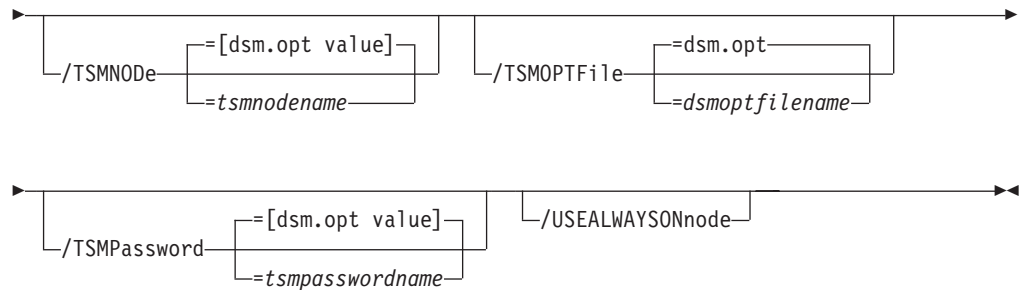 =[dsm.opt value]
=dsm.opt
/TSMNODe
/TSMOPTFile
=tsmnodename
=dsmoptfilename
=[dsm.opt value]
/USEALWAYSONnode
/TSMPassword
=tsmpasswordname